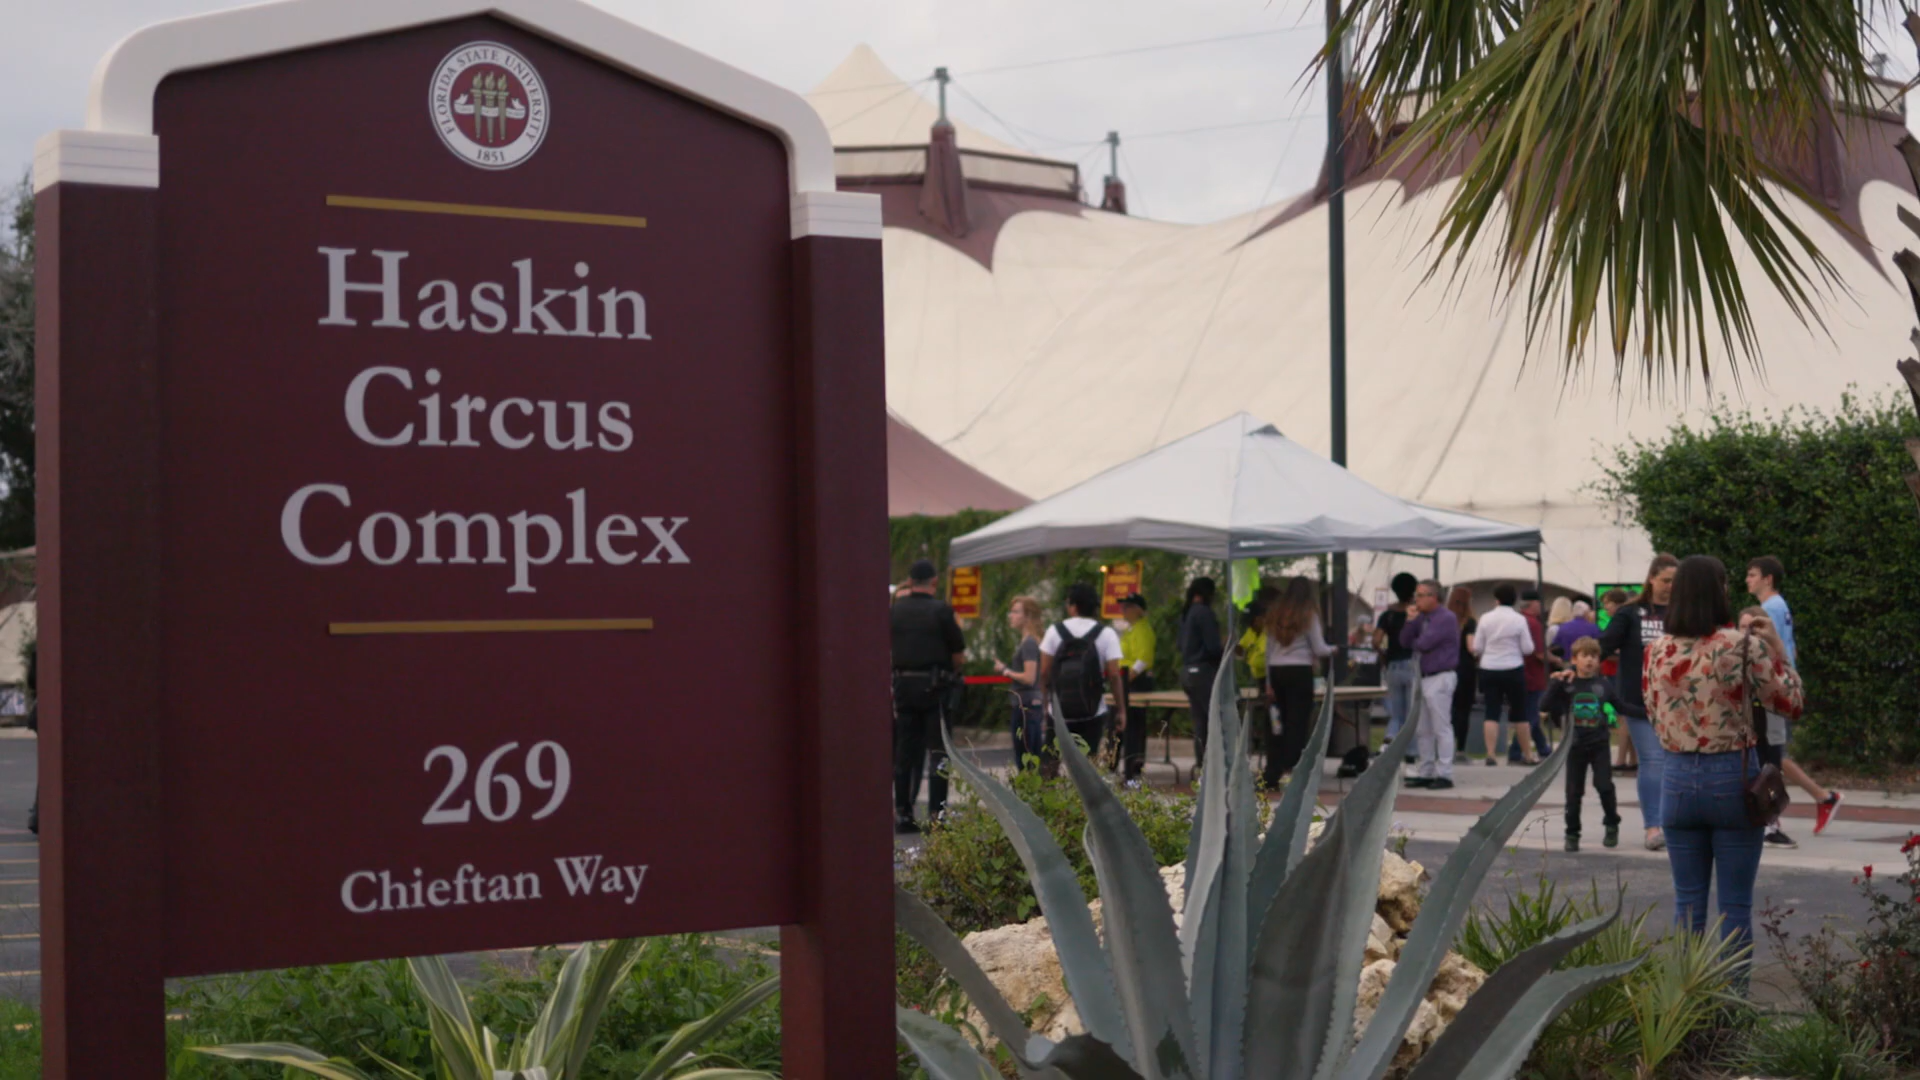 FLORIDA STATE UNIVERSITY
1851
Haskin
Circus
Complex
269
Chieftan Way